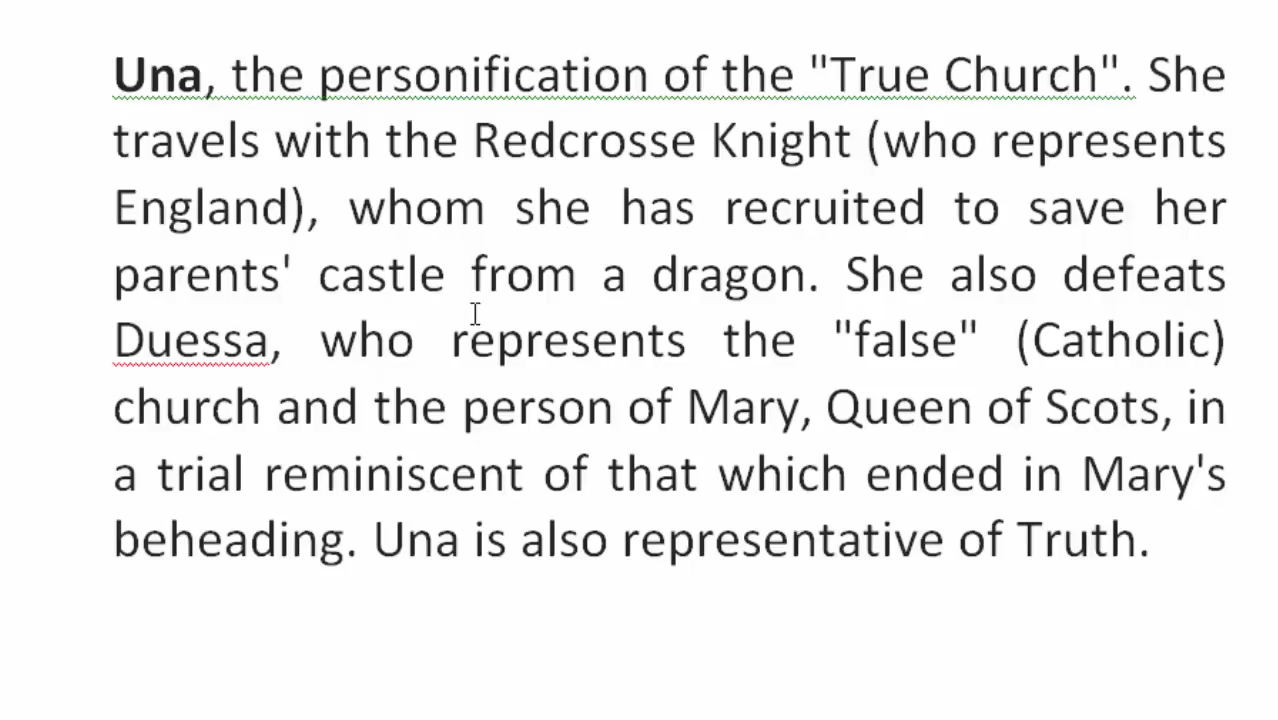 Una, the personification of the "True Church". She
travels with the Redcrosse Knight (who represents
England), whom she has recruited to save her
parents' castle from a dragon. She also defeats
Duessa, who represents the "false" (Catholic)
church and the person of Mary, Queen of Scots, in
a trial reminiscent of that which ended in Mary's
beheading. Una is also representative of Truth.